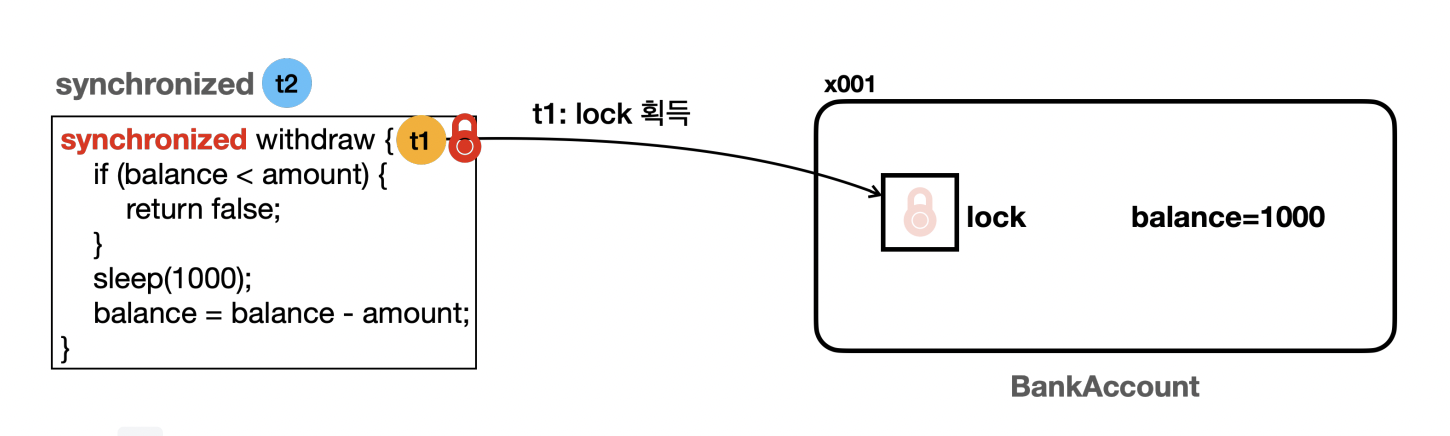 synchronized t2
synchronized withdraw { t1
if (balance < amount) {
return false;
}
sleep(1000);
balance = balance - amount;
}
t1: lock 획득
x001
lock
balance=1000
BankAccount